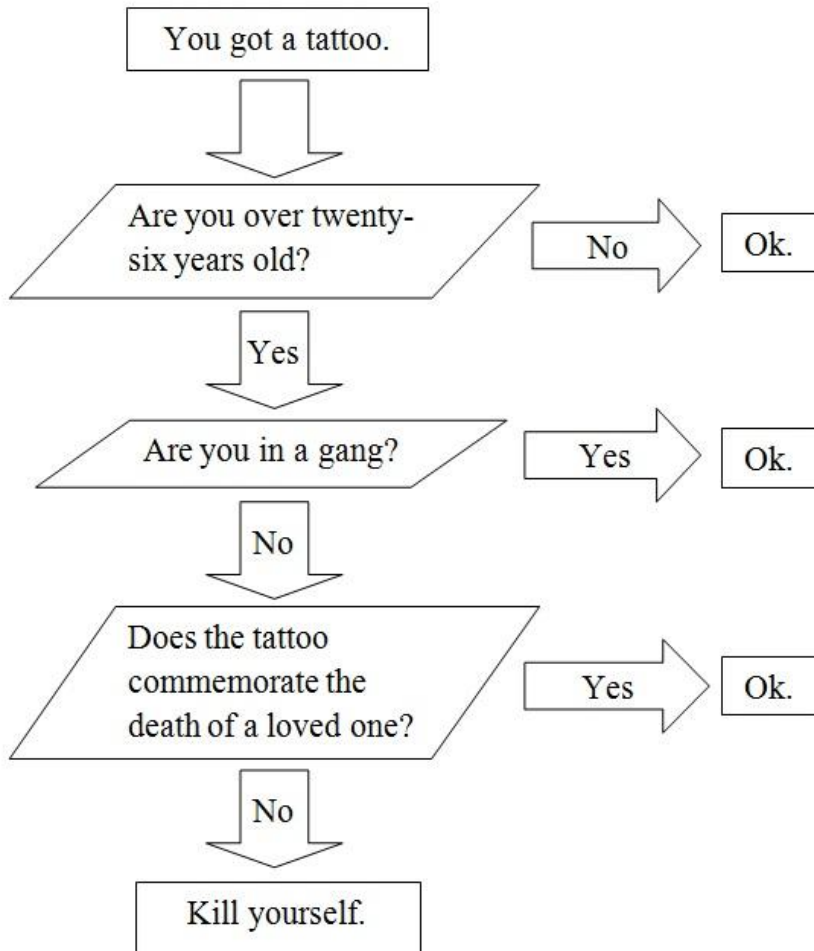 You got a tattoo.
Are you over twenty-
six years old?
No
Ok.
Yes
Are you in a gang?
Yes
Ok.
No
Does the tattoo
commemorate the
death of a loved one?
Yes
Ok.
No
Kill yourself.